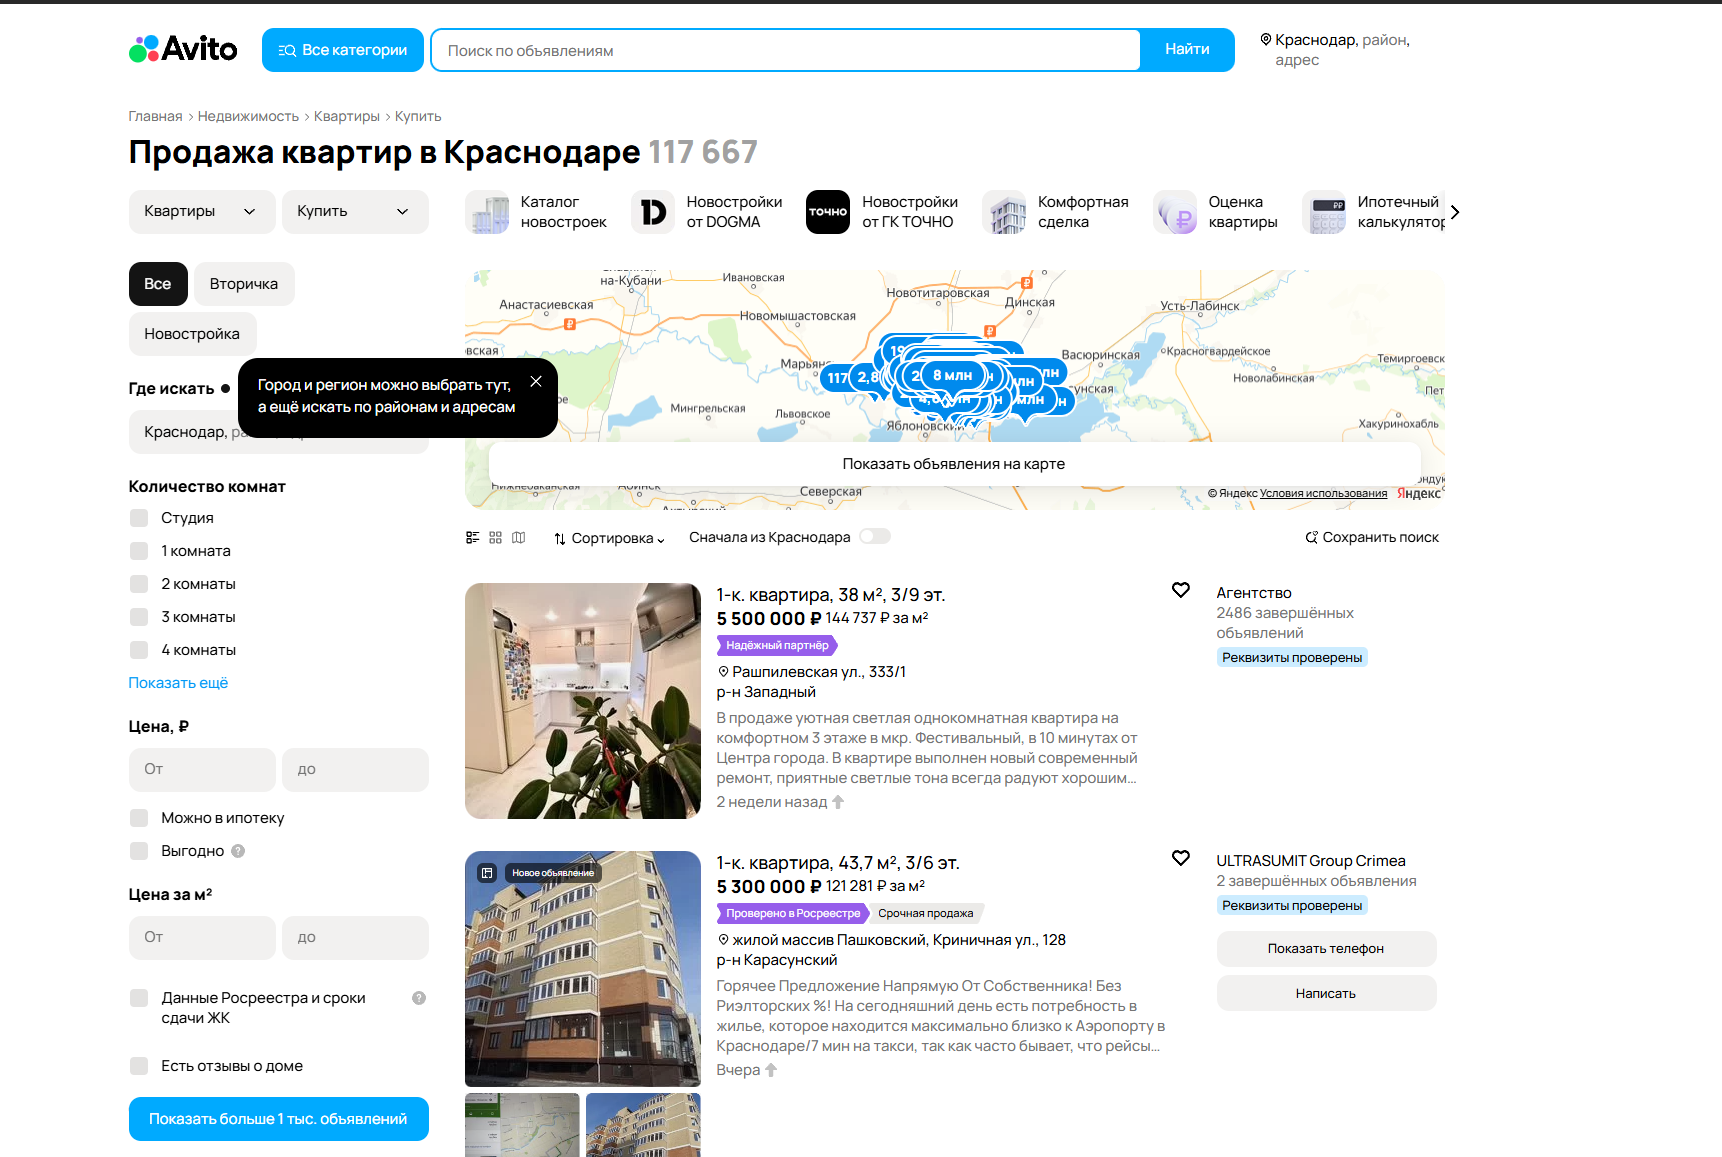 Avito
Все категории
Поиск по объявлениям
Найти
Краснодар, район,
адрес
Главная › Недвижимость › Квартиры › Купить
Продажа квартир в Краснодаре 117 667
Квартиры
Купить
Каталог
новостроек
Новостройки
от DOGMA
точно
Новостройки
от ГК ТОЧНО
Комфортная
сделка
Оценка
квартиры
Ипотечный
калькулятор
Все
Вторичка
Новостройка
Где искать
Город и регион можно выбрать тут,
а ещё искать по районам и адресам
Краснодар,
Количество комнат
Студия
1 комната
2 комнаты
3 комнаты
4 комнаты
Показать ещё
Цена, ₽
От
до
Можно в ипотеку
Выгодно
Цена за м²
От
до
Данные Росреестра и сроки
сдачи ЖК
Есть отзывы о доме
Показать больше 1 тыс. объявлений
на-Кубани
Ивановская
Анастасиевская
Новотитаровская
Динская
Усть-Лабинск
Новомышастовская
Васюринская
Красногвардейское
Темиргоевск
Новолабинск
117
2,8
8 млн
Мингрельская
Львовское
Яблоновский
Хакуринохабль
Показать объявления на карте
Северская
© Яндекс Условия использования Яндекс
Сортировка
Сначала из Краснодара
Сохранить поиск
1-к. квартира, 38 м², 3/9 эт.
5 500 000 ₽ 144 737 ₽ за м²
Надёжный партнёр
Рашпилевская ул., 333/1
р-н Западный
В продаже уютная светлая однокомнатная квартира на
комфортном 3 этаже в мкр. Фестивальный, в 10 минутах от
Центра города. В квартире выполнен новый современный
ремонт, приятные светлые тона всегда радуют хорошим...
2 недели назад
Агентство
2486 завершённых
объявлений
Реквизиты проверены
Новое объявление
1-к. квартира, 43,7 м², 3/6 эт.
5 300 000 ₽ 121 281 ₽ за м²
Проверено в Росреестре
Срочная продажа
жилой массив Пашковский, Криничная ул., 128
р-н Карасунский
Горячее Предложение Напрямую От Собственника! Без
Риэлторских %! На сегодняшний день есть потребность в
жилье, которое находится максимально близко к Аэропорту в
Краснодаре/7 мин на такси, так как часто бывает, что рейсы...
Вчера
ULTRASUMIT Group Crimea
2 завершённых объявления
Реквизиты проверены
Показать телефон
Написать